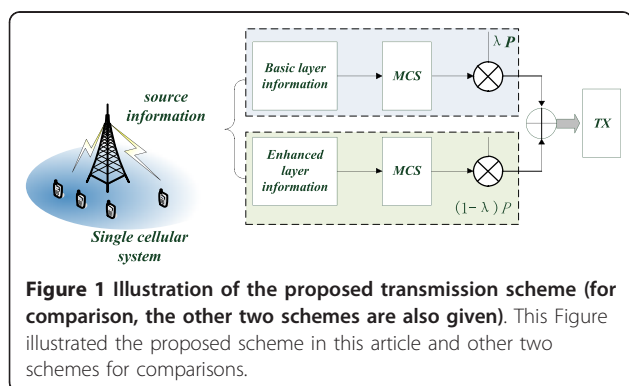 source
information
Single cellular
system
Basic layer
information
MCS
λ P
Enhanced
layer
information
MCS
(1-λ) P
TX
Figure 1 Illustration of the proposed transmission scheme (for
comparison, the other two schemes are also given). This Figure
illustrated the proposed scheme in this article and other two
schemes for comparisons.